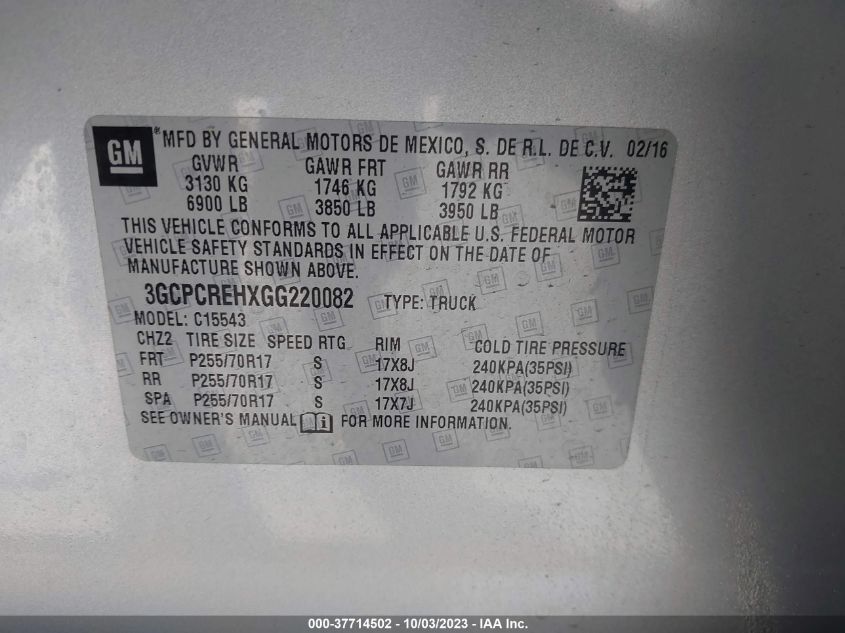 GM ® MFD BY GENERAL MOTORS DE MEXICO, S. DE R.L. DE C.V. 02/16
GVWR GAWR FRT GAWR RR
3130 KG 1746 KG 1792 KG
6900 LB 3850 LB 3950 LB
THIS VEHICLE CONFORMS TO ALL APPLICABLE U.S. FEDERAL MOTOR
VEHICLE SAFETY STANDARDS IN EFFECT ON THE DATE OF
MANUFACTURE SHOWN ABOVE.
3GCPCREHXGG220082 TYPE: TRUCK
MODEL: C15543
CHZ2 TIRE SIZE SPEED RTG RIM COLD TIRE PRESSURE
FRT P255/70R17 S 17X8J 240KPA(35PSI)
RR P255/70R17 S 17X8J 240KPA(35PSI)
SPA P255/70R17 S 17X7J 240KPA(35PSI)
SEE OWNER'S MANUAL FOR MORE INFORMATION.
000-37714502 - 10/03/2023 - IAA Inc.